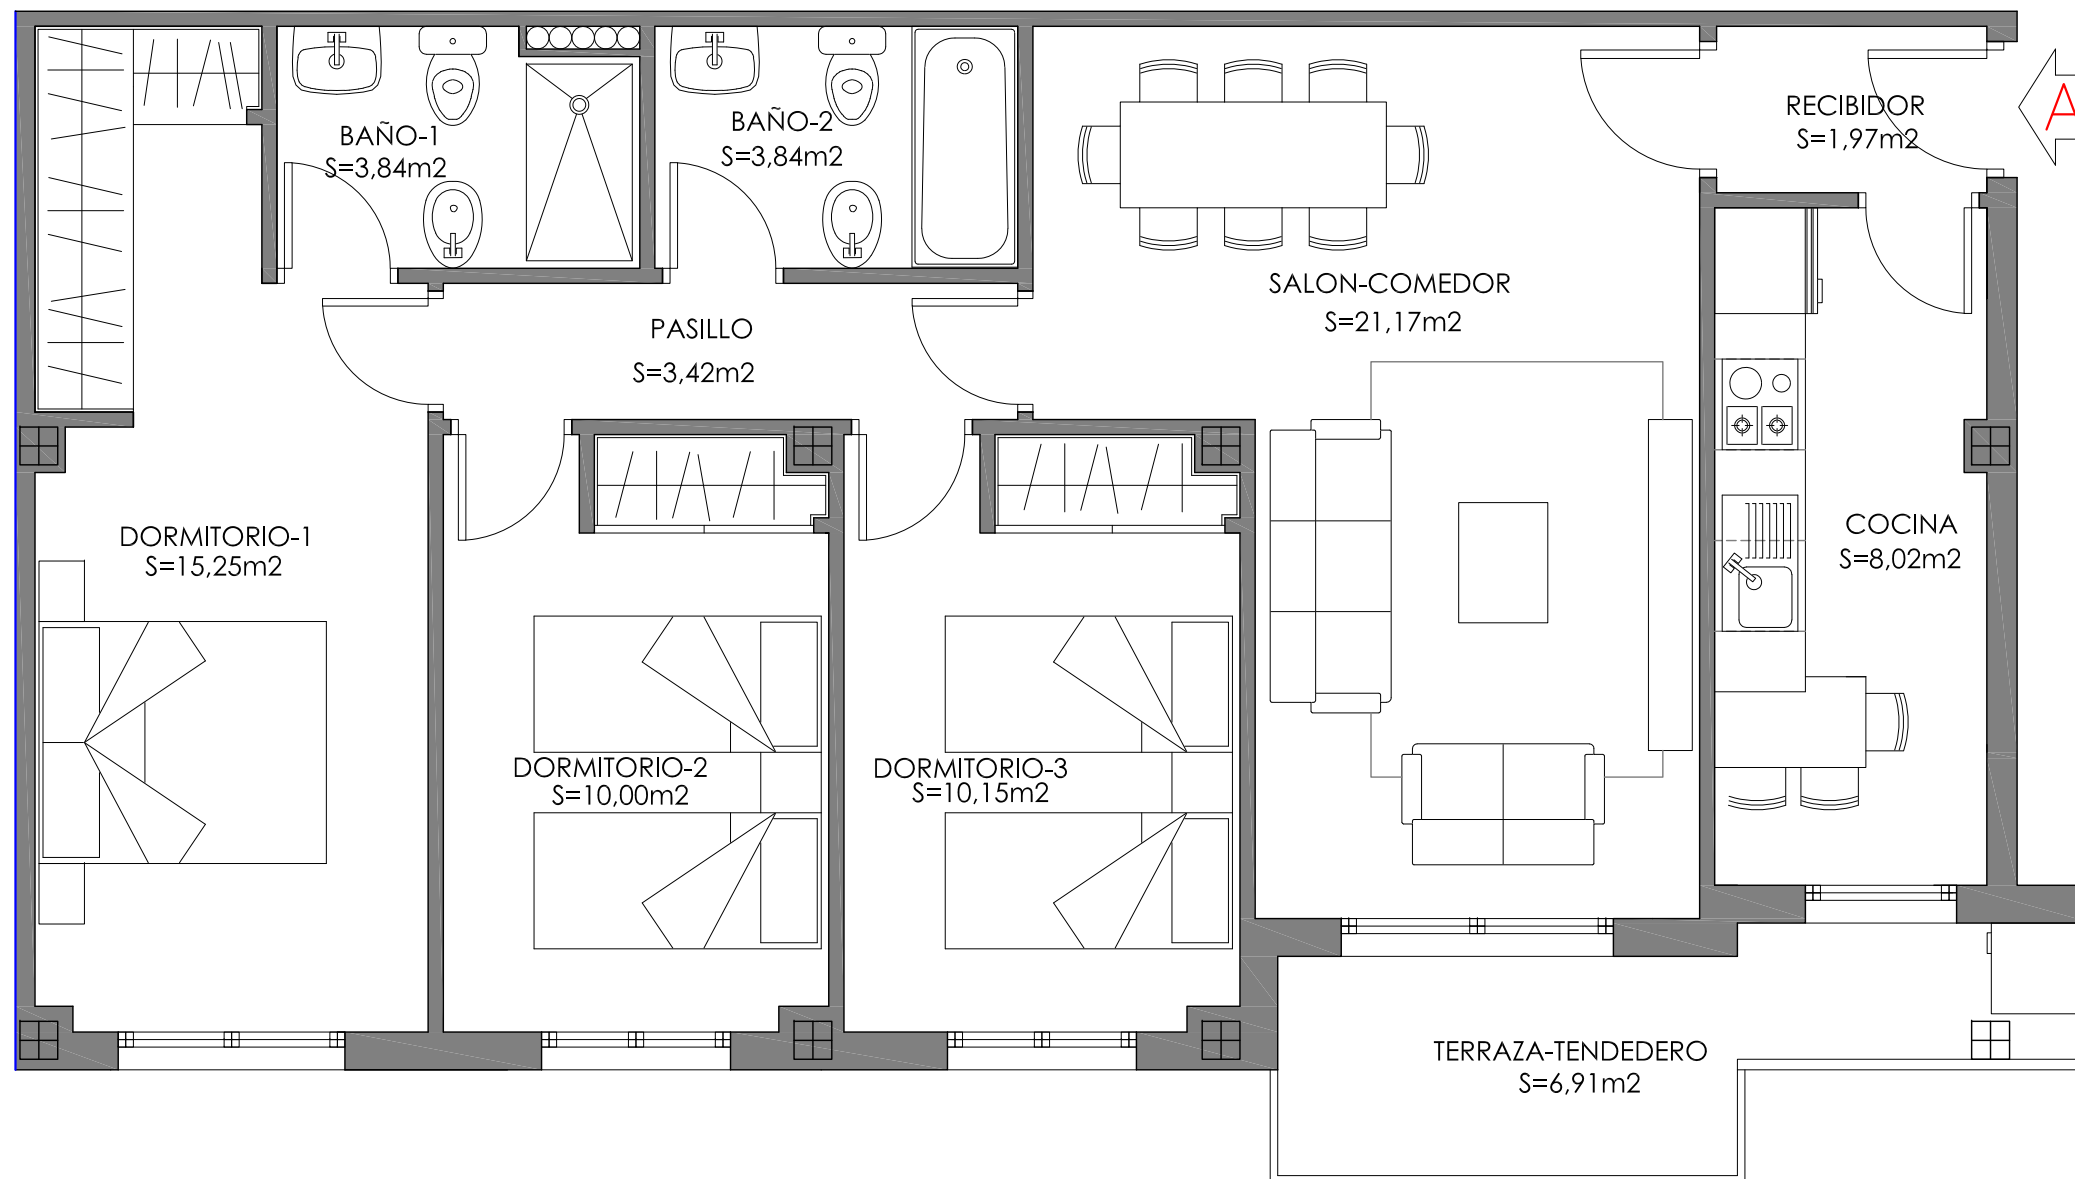 BAÑO-1
S=3,84m2
BAÑO-2
S=3,84m2
RECIBIDOR
S=1,97m2
A
SALON-COMEDOR
S=21,17m2
PASILLO
S=3,42m2
DORMITORIO-1
S=15,25m2
COCINA
S=8,02m2
DORMITORIO-2
S=10,00m2
DORMITORIO-3
S=10,15m2
TERRAZA-TENDEDERO
S=6,91m2